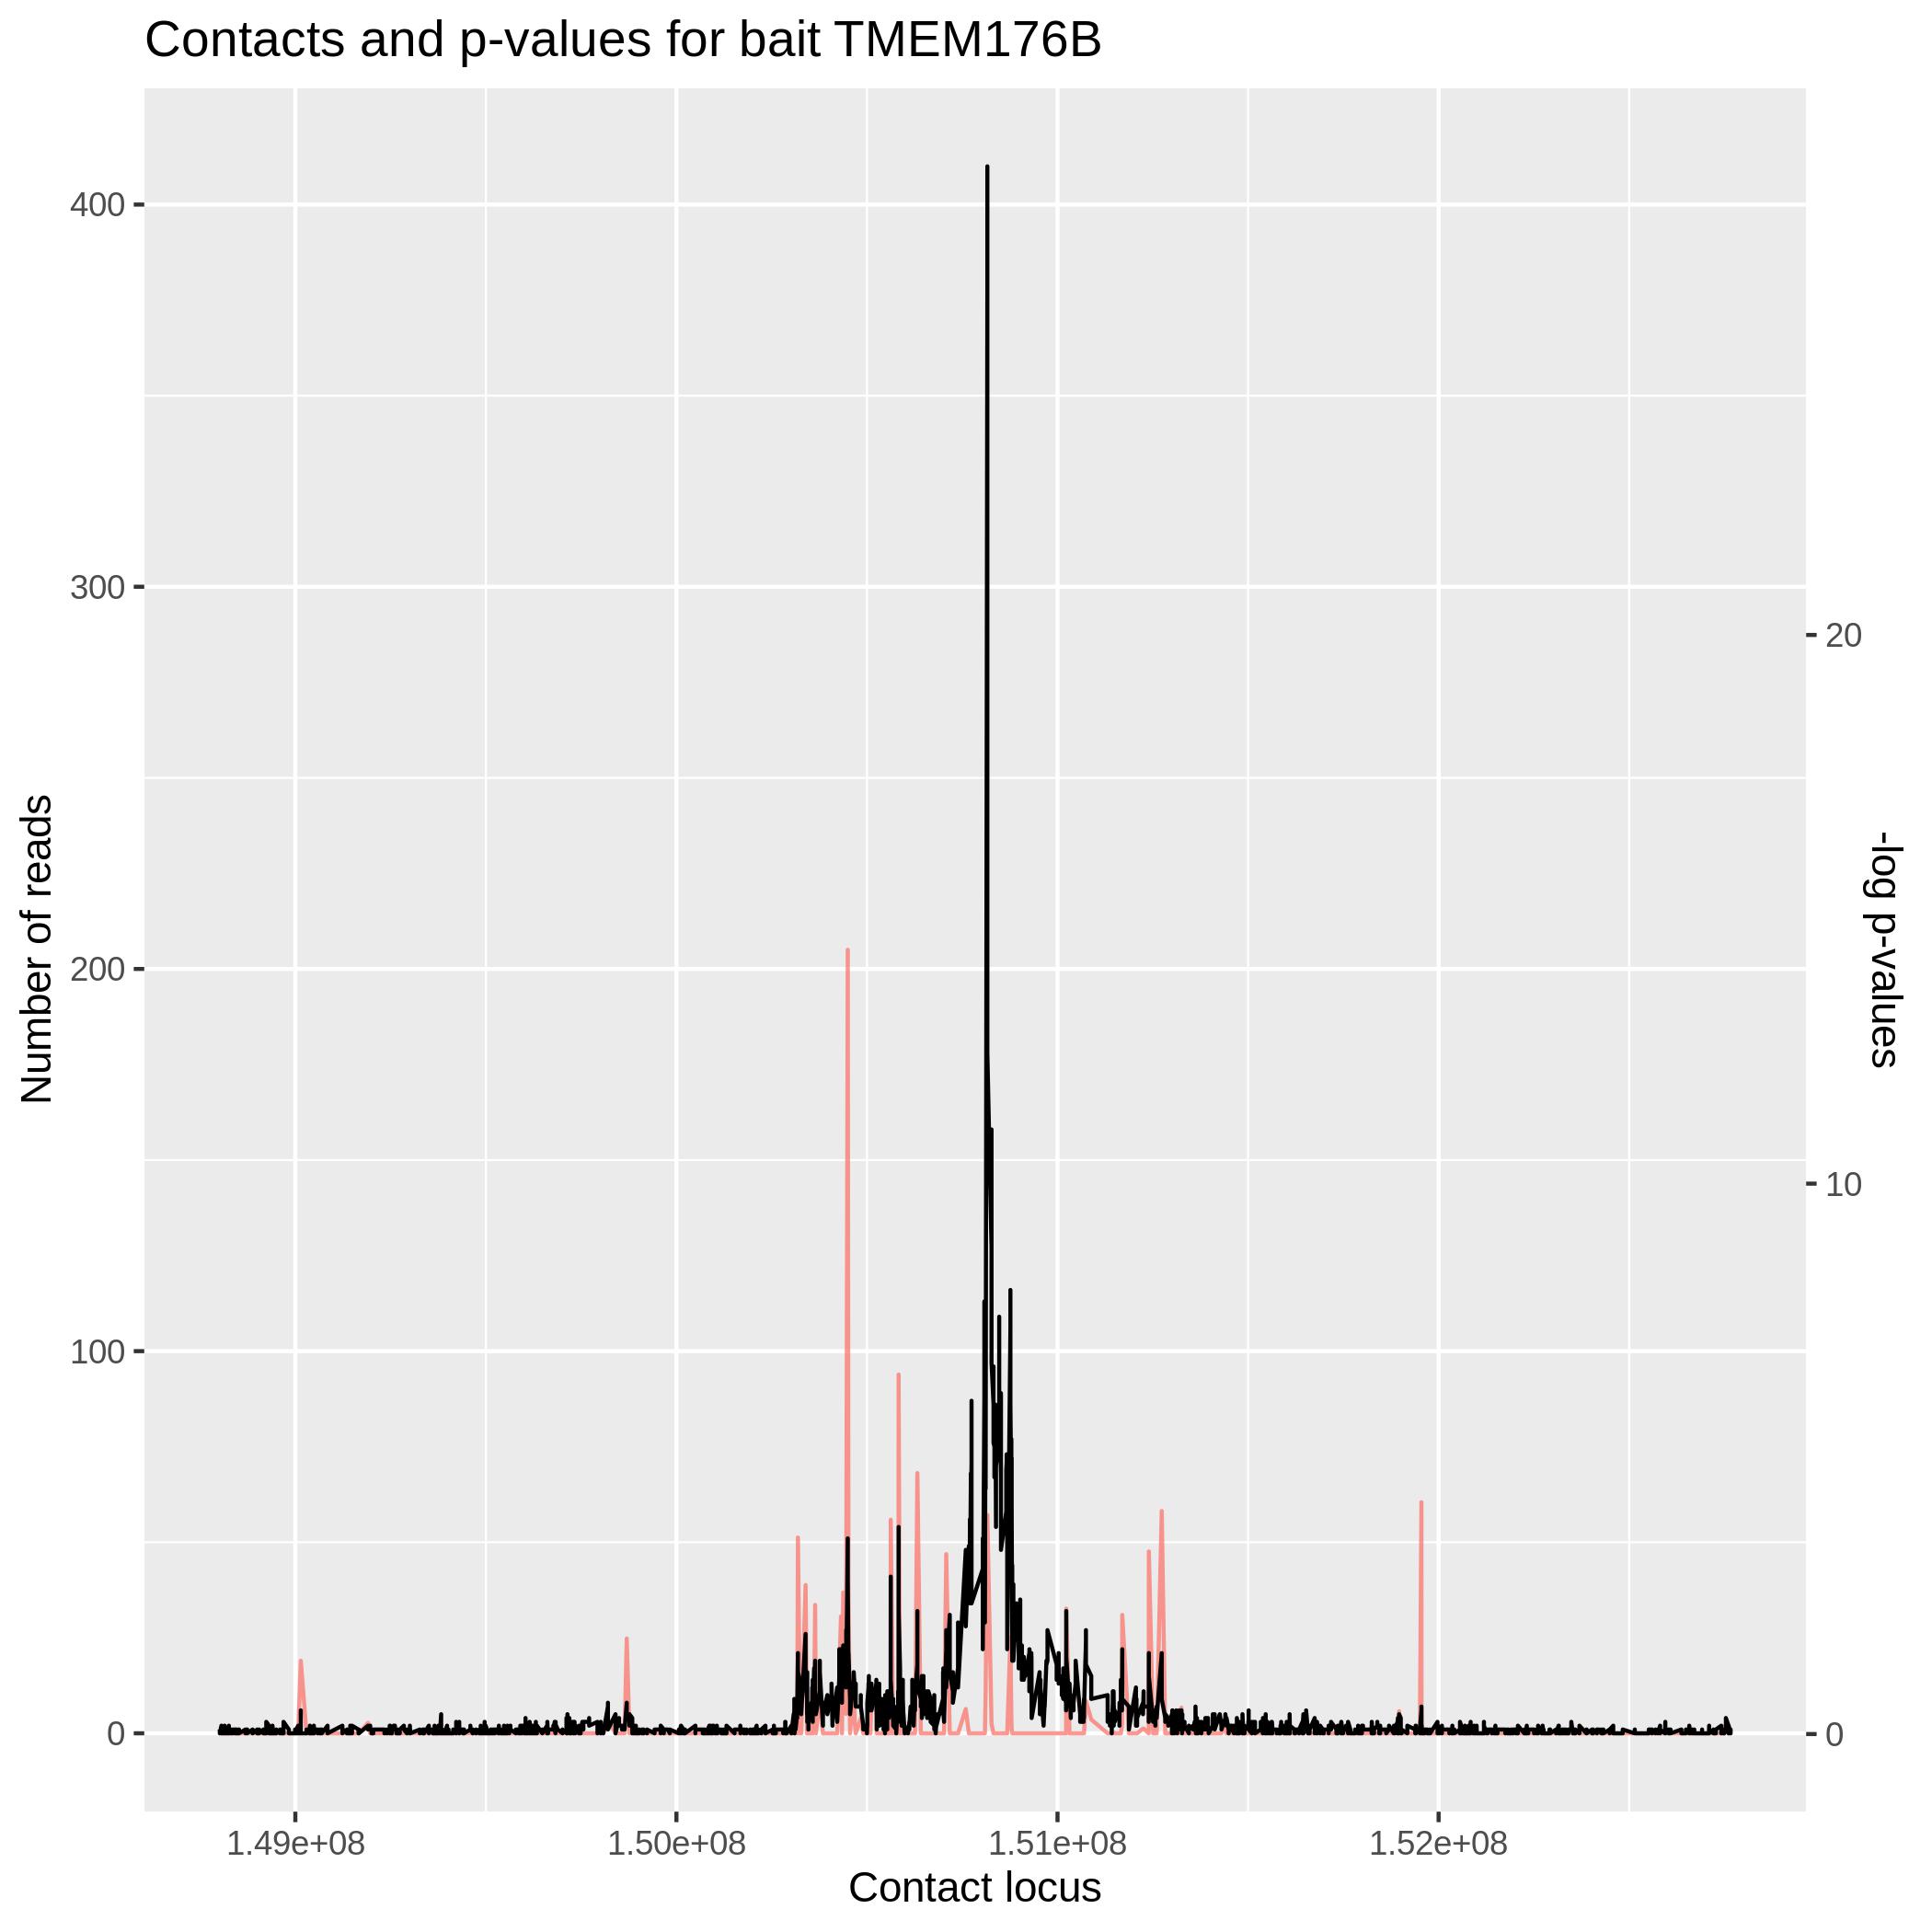 Contacts and p-values for bait TMEM176B
400
300
200
100
0
Number of reads
20
10
0
-log p-values
1.49e+08
1.50e+08
1.51e+08
1.52e+08
Contact locus